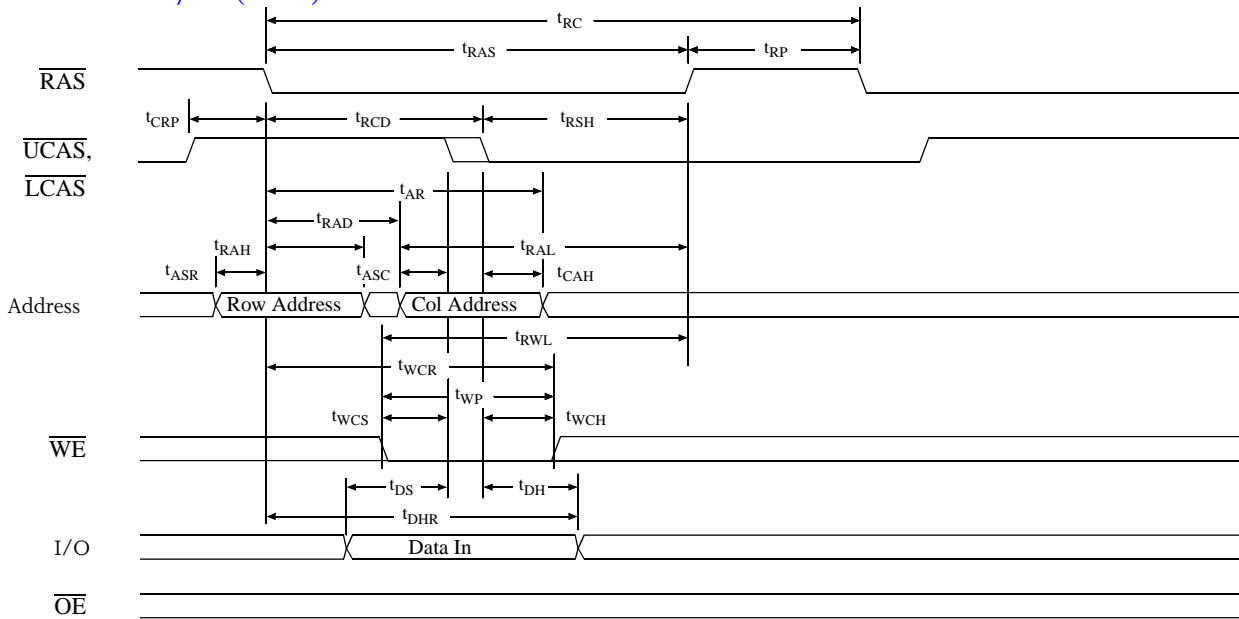 tRC
tRAS
tRP
RAS
tCRP
tRCD
tRSH
UCAS,
LCAS
tAR
tRAD
tRAH
tRAL
tASR
tASC
tCAH
Address
Row Address
Col Address
tRWL
tWCR
tWP
tWCS
tWCH
WE
tDS
tDH
tDHR
I/O
Data In
OE